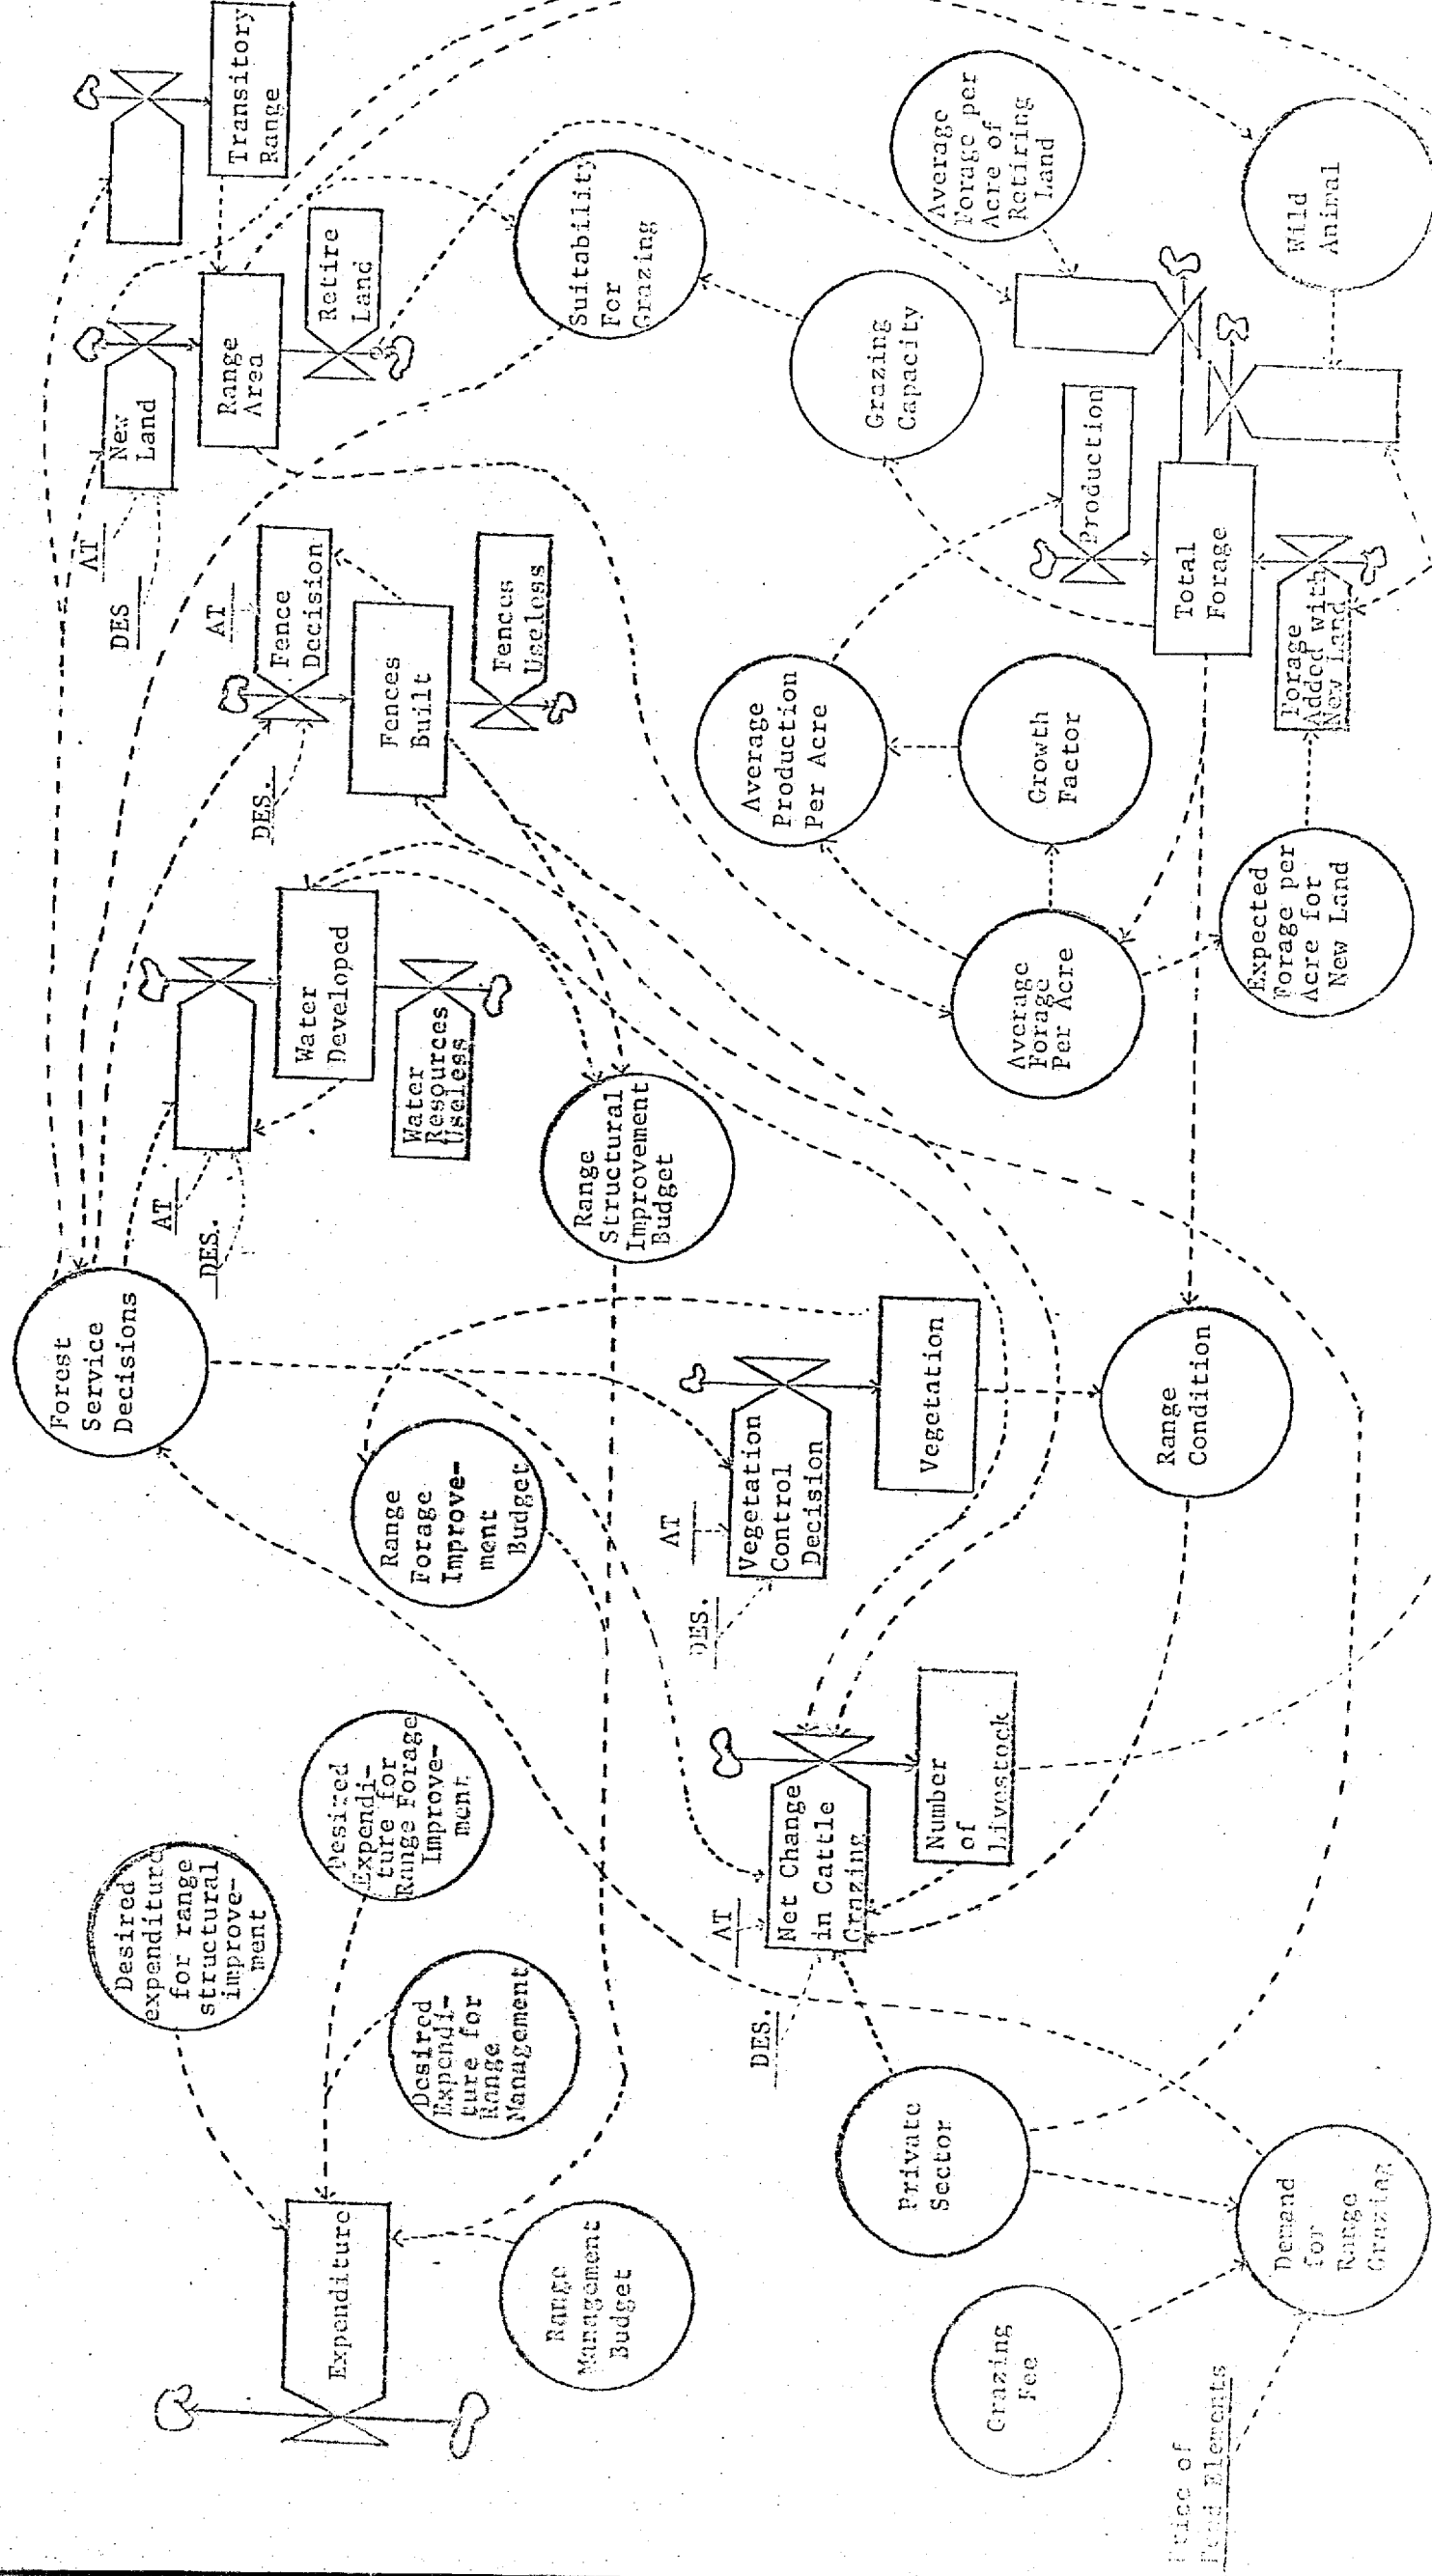 Forest
Service
Decisions
AT
DES.
Water
Developed
Water
Resources
Useless
DES.
AT
Fence
Decision
Fences
Built
Fences
Useless
DES
AT
New
Land
Range
Area
Retire
Land
Transitory
Range
Suitability
For
Grazing
Desired
expenditure
for range
structural
improve-
ment
Desired
Expendi-
ture for
Range Forage
Improve-
ment
Desired
Expendi-
ture for
Range
Management
Expenditure
Range
Management
Budget
Range
Forage
Improve-
ment
Budget
Range
Structural
Improvement
Budget
DES.
AT
Vegetation
Control
Decision
Vegetation
DES.
AT
Net Change
in Cattle
Grazing
Number
of
Livestock
Range
Condition
Private
Sector
Grazing
Fee
Demand
for
Range
Grazing
Price of
Feed Elements
Average
Production
Per Acre
Growth
Factor
Average
Forage
Per Acre
Expected
Forage per
Acre for
New Land
Grazing
Capacity
Production
Total
Forage
Forage
Added with
New Land
Average
Forage per
Acre of
Retiring
Land
Wild
Animal